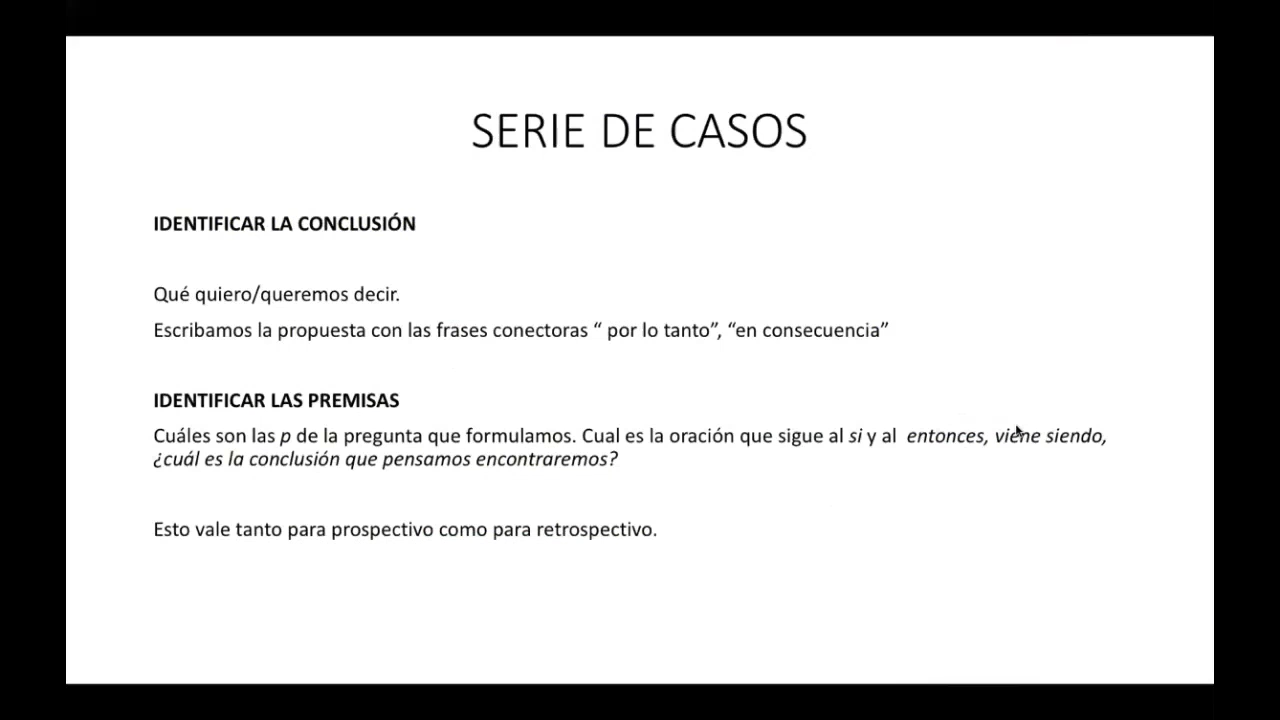 SERIE DE CASOS
IDENTIFICAR LA CONCLUSIÓN
Qué quiero/queremos decir.
Escribamos la propuesta con las frases conectoras “ por lo tanto”, “en consecuencia”
IDENTIFICAR LAS PREMISAS
Cuáles son las p de la pregunta que formulamos. Cual es la oración que sigue al si y al entonces, viene siendo,
¿cuál es la conclusión que pensamos encontraremos?
Esto vale tanto para prospectivo como para retrospectivo.